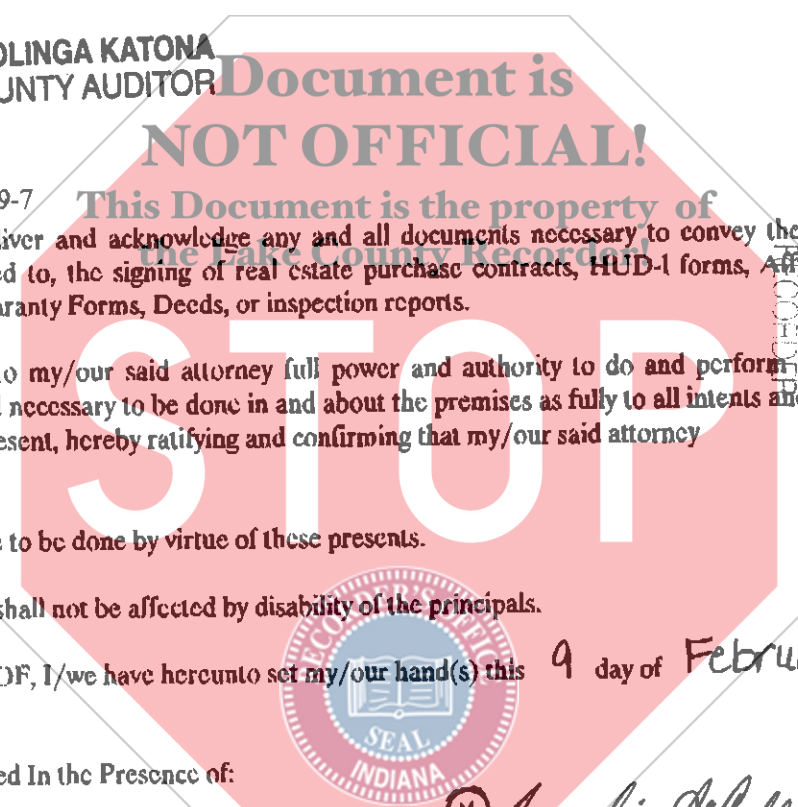 OLINGA KATONA
UNTY AUDITOR
Document is
NOT OFFICIAL!
9-7
This Document is the property of
the Lake County Recorder!
iver and acknowledge any and all documents necessary to convey the
ed to, the signing of real estate purchase contracts, HUD-1 forms, Aff
arranty Forms, Deeds, or inspection reports.
o my/our said attorney full power and authority to do and perform
necessary to be done in and about the premises as fully to all intents and
esent, hereby ratifying and confirming that my/our said attorney
STOP
to be done by virtue of these presents.
shall not be affected by disability of the principals.
OF, I/we have hereunto set my/our hand(s) this 9 day of Februa
RECORDER'S OFFICE
SEAL
INDIANA
ed In the Presence of:
RECORDER